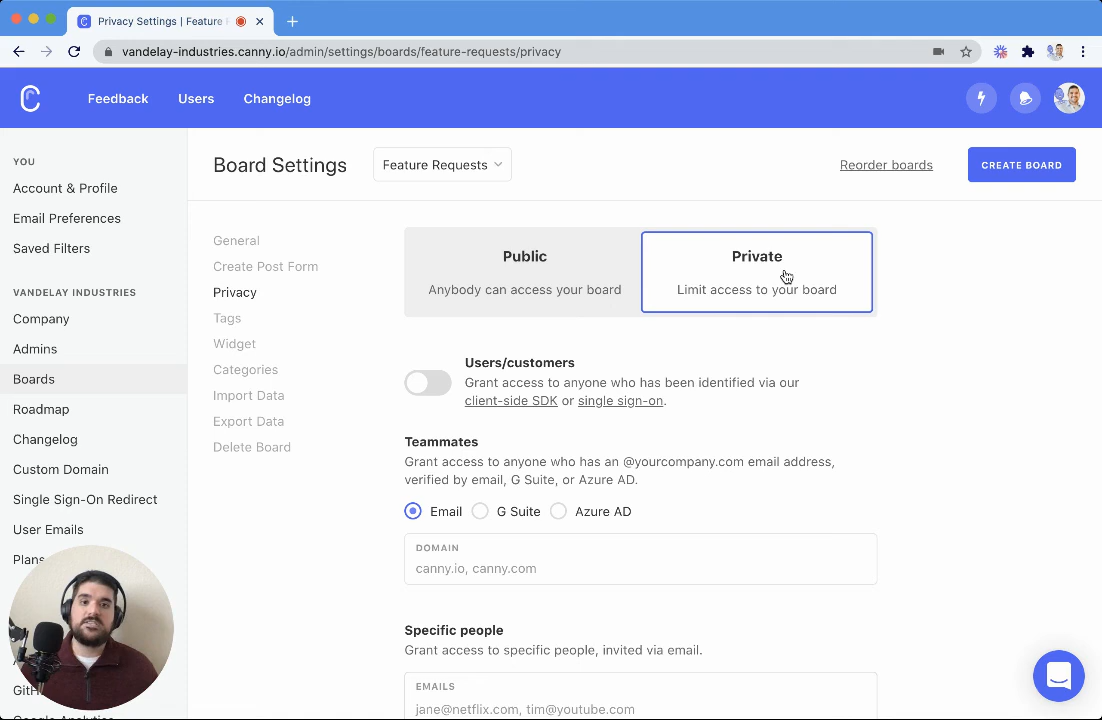 Privacy Settings | Feature
vandelay-industries.canny.io/admin/settings/boards/feature-requests/privacy
Feedback
Users
Changelog
YOU
Account & Profile
Email Preferences
Saved Filters
VANDELAY INDUSTRIES
Company
Admins
Boards
Roadmap
Changelog
Custom Domain
Single Sign-On Redirect
User Emails
Plans
Board Settings
Feature Requests
Reorder boards
CREATE BOARD
General
Create Post Form
Privacy
Tags
Widget
Categories
Import Data
Export Data
Delete Board
Public
Anybody can access your board
Private
Limit access to your board
Users/customers
Grant access to anyone who has been identified via our
client-side SDK or single sign-on.
Teammates
Grant access to anyone who has an @yourcompany.com email address,
verified by email, G Suite, or Azure AD.
Email
G Suite
Azure AD
DOMAIN
canny.io, canny.com
Specific people
Grant access to specific people, invited via email.
EMAILS
jane@netflix.com, tim@youtube.com